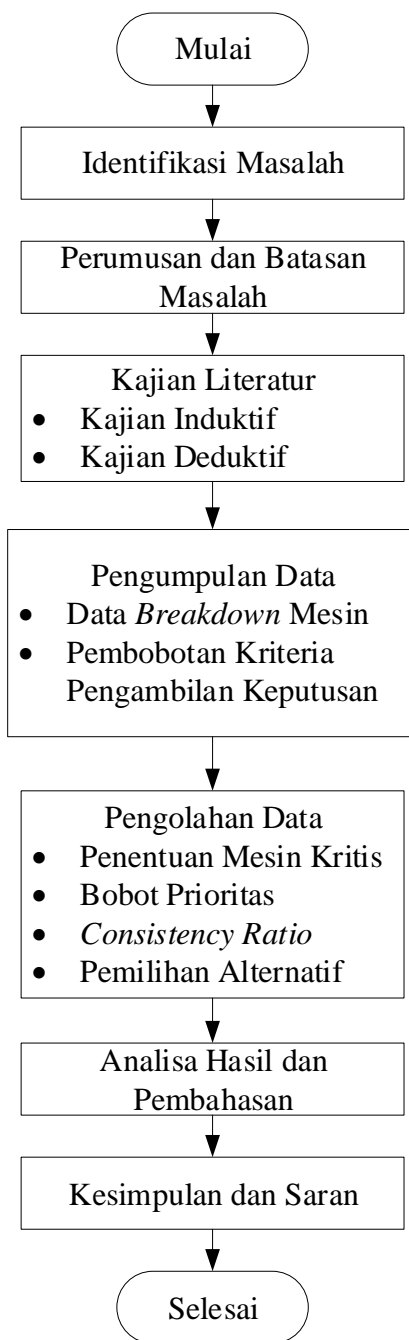 Mulai
Identifikasi Masalah
Perumusan dan Batasan
Masalah
Kajian Literatur
• Kajian Induktif
• Kajian Deduktif
Pengumpulan Data
• Data Breakdown Mesin
• Pembobotan Kriteria
Pengambilan Keputusan
Pengolahan Data
• Penentuan Mesin Kritis
• Bobot Prioritas
• Consistency Ratio
• Pemilihan Alternatif
Analisa Hasil dan
Pembahasan
Kesimpulan dan Saran
Selesai